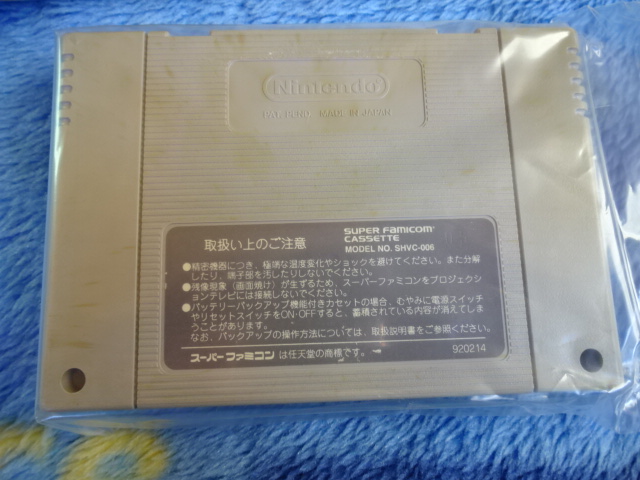 Nintendo
PAT. PEND. MADE IN JAPAN
取扱い上のご注意
SUPER FAMICOM
CASSETTE
MODEL NO. SHVC-006
●精密機器につき、極端な温度変化やショックを避けてください。また分解
したり、端子部を汚したりしないでください。
●残像現象(画面焼け)が生ずるため、スーパーファミコンをプロジェクシ
ョンテレビには接続しないでください。
●バッテリーバックアップ機能付きカセットの場合、むやみに電源スイッチ
やリセットスイッチをON・OFFすると、蓄積されている内容が消えてしま
うことがあります。
なお、バックアップの操作方法については、取扱説明書をご参照ください。
スーパーファミコン は任天堂の商標です。
920214